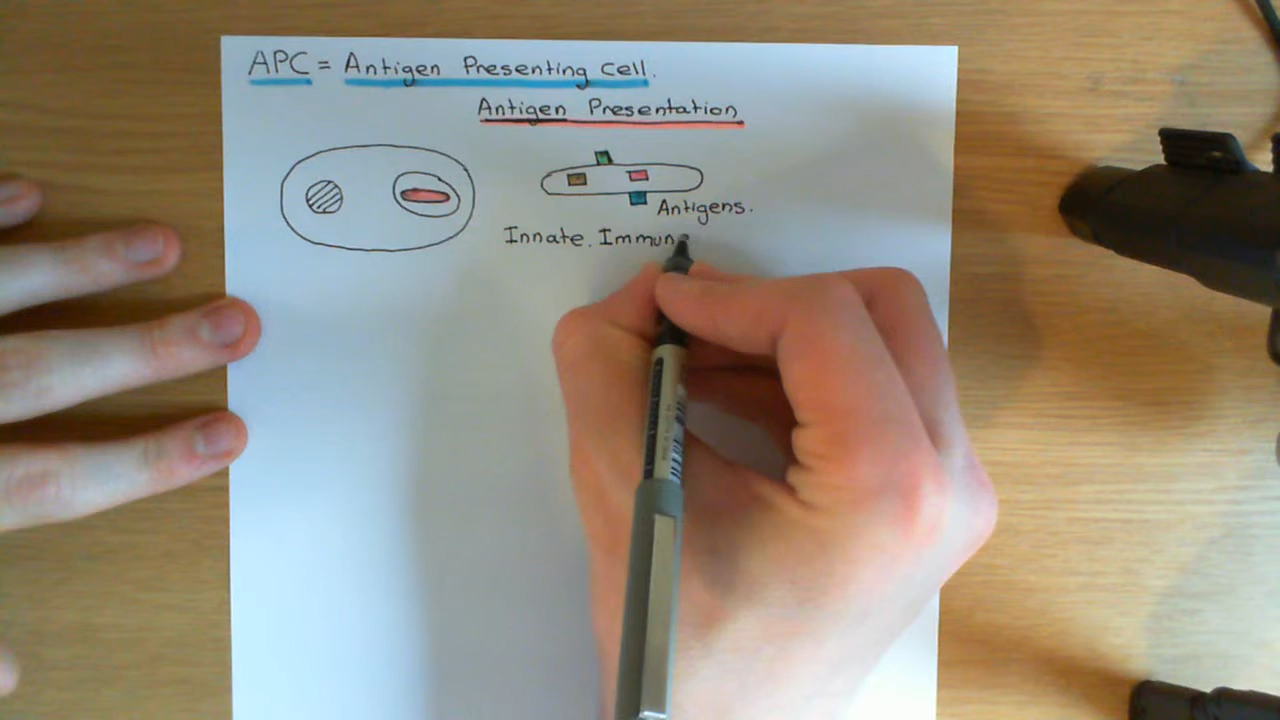 APC = Antigen Presenting Cell.
Antigen Presentation
Antigens.
Innate. Immun